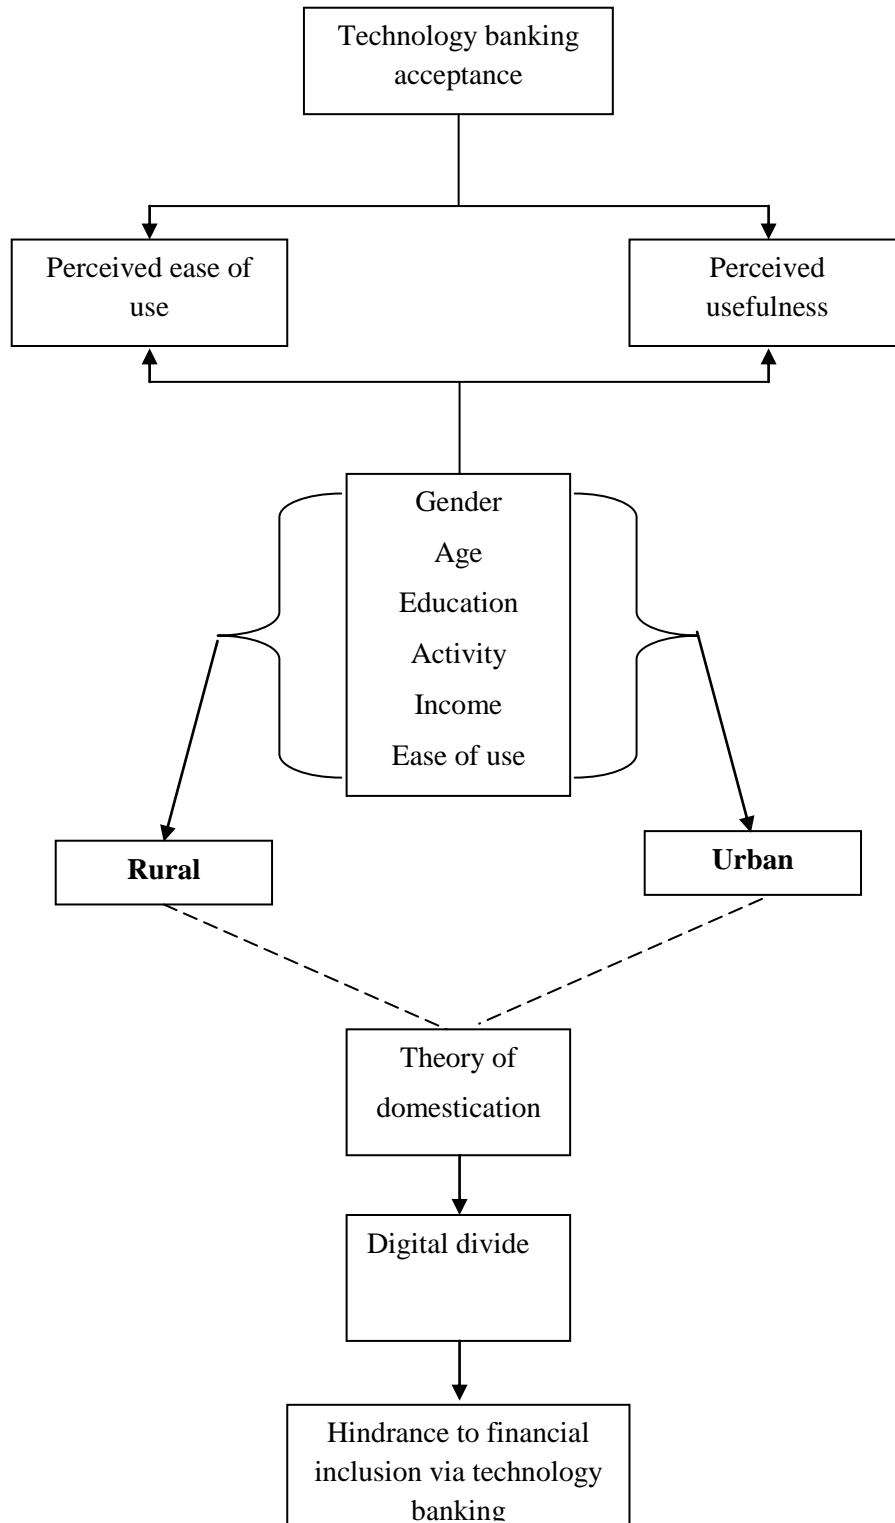 Technology banking
acceptance
Perceived ease of
use
Perceived
usefulness
Gender
Age
Education
Activity
Income
Ease of use
Rural
Urban
Theory of
domestication
Digital divide
Hindrance to financial
inclusion via technology
banking